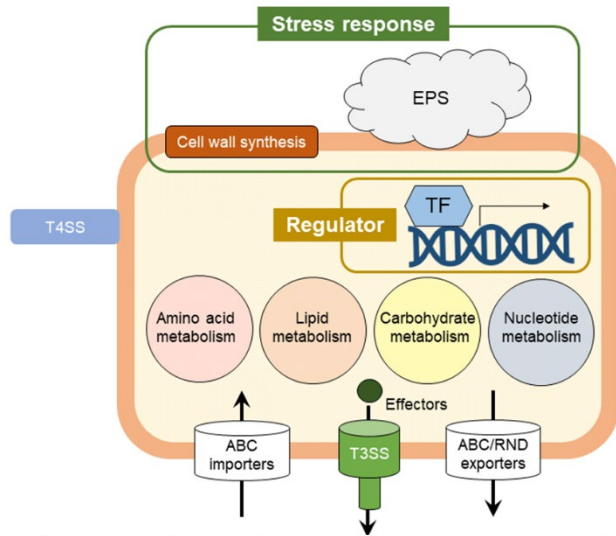 Stress response
EPS
Cell wall synthesis
T4SS
Regulator
TF
Amino acid
metabolism
Lipid
metabolism
Carbohydrate
metabolism
Nucleotide
metabolism
Effectors
ABC
importers
T3SS
ABC/RND
exporters